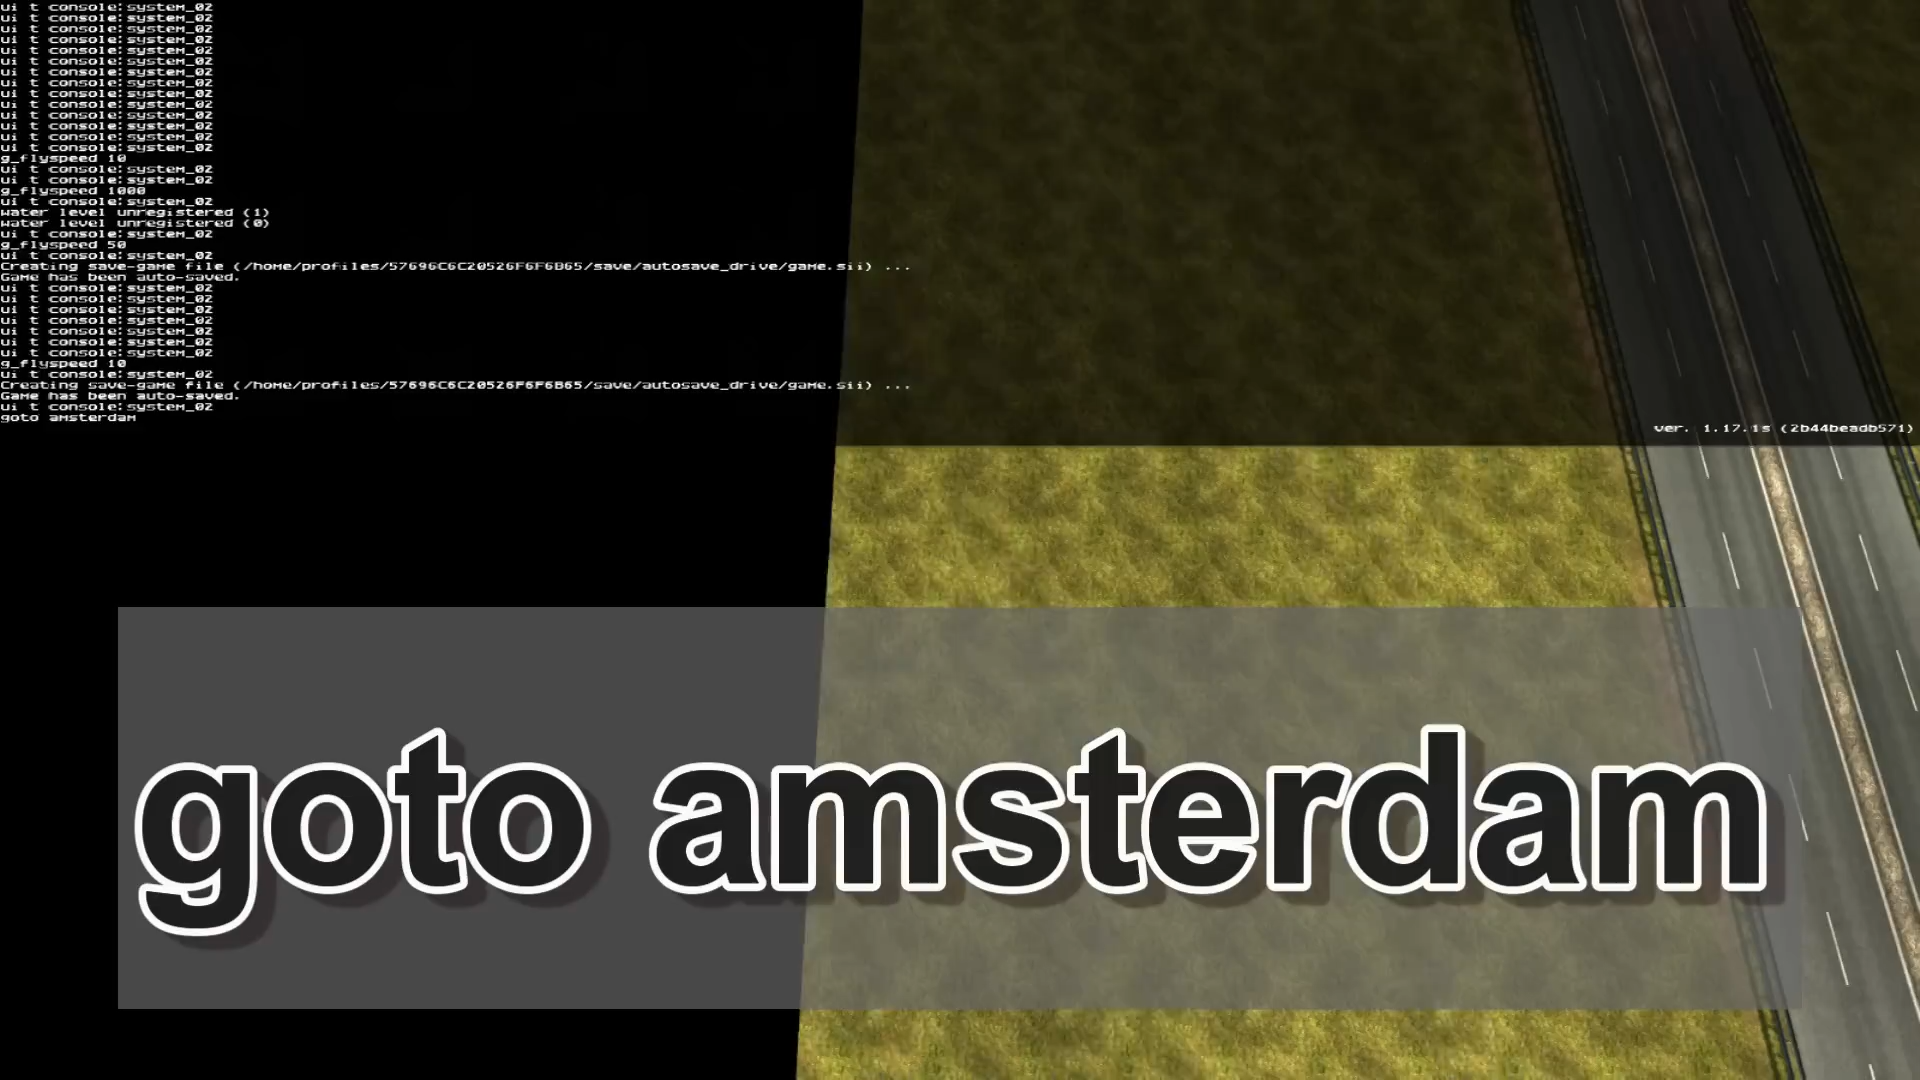 ui t console:system_02
ui t console:system_02
ui t console:system_02
ui t console:system_02
ui t console:system_02
ui t console:system_02
ui t console:system_02
ui t console:system_02
ui t console:system_02
ui t console:system_02
ui t console:system_02
ui t console:system_02
ui t console:system_02
ui t console:system_02
g_flyspeed 10
ui t console:system_02
ui t console:system_02
g_flyspeed 1000
ui t console:system_02
water level unregistered (1)
water level unregistered (0)
ui t console:system_02
g_flyspeed 50
ui t console:system_02
Creating save-game file (/home/profiles/57696C6C20526F6F6B65/save/autosave_drive/game.sii) ...
Game has been auto-saved.
ui t console:system_02
ui t console:system_02
ui t console:system_02
ui t console:system_02
ui t console:system_02
ui t console:system_02
ui t console:system_02
g_flyspeed 10
ui t console:system_02
Creating save-game file (/home/profiles/57696C6C20526F6F6B65/save/autosave_drive/game.sii) ...
Game has been auto-saved.
ui t console:system_02
goto amsterdam
ver. 1.17.1s (2b44beadb571)
goto amsterdam